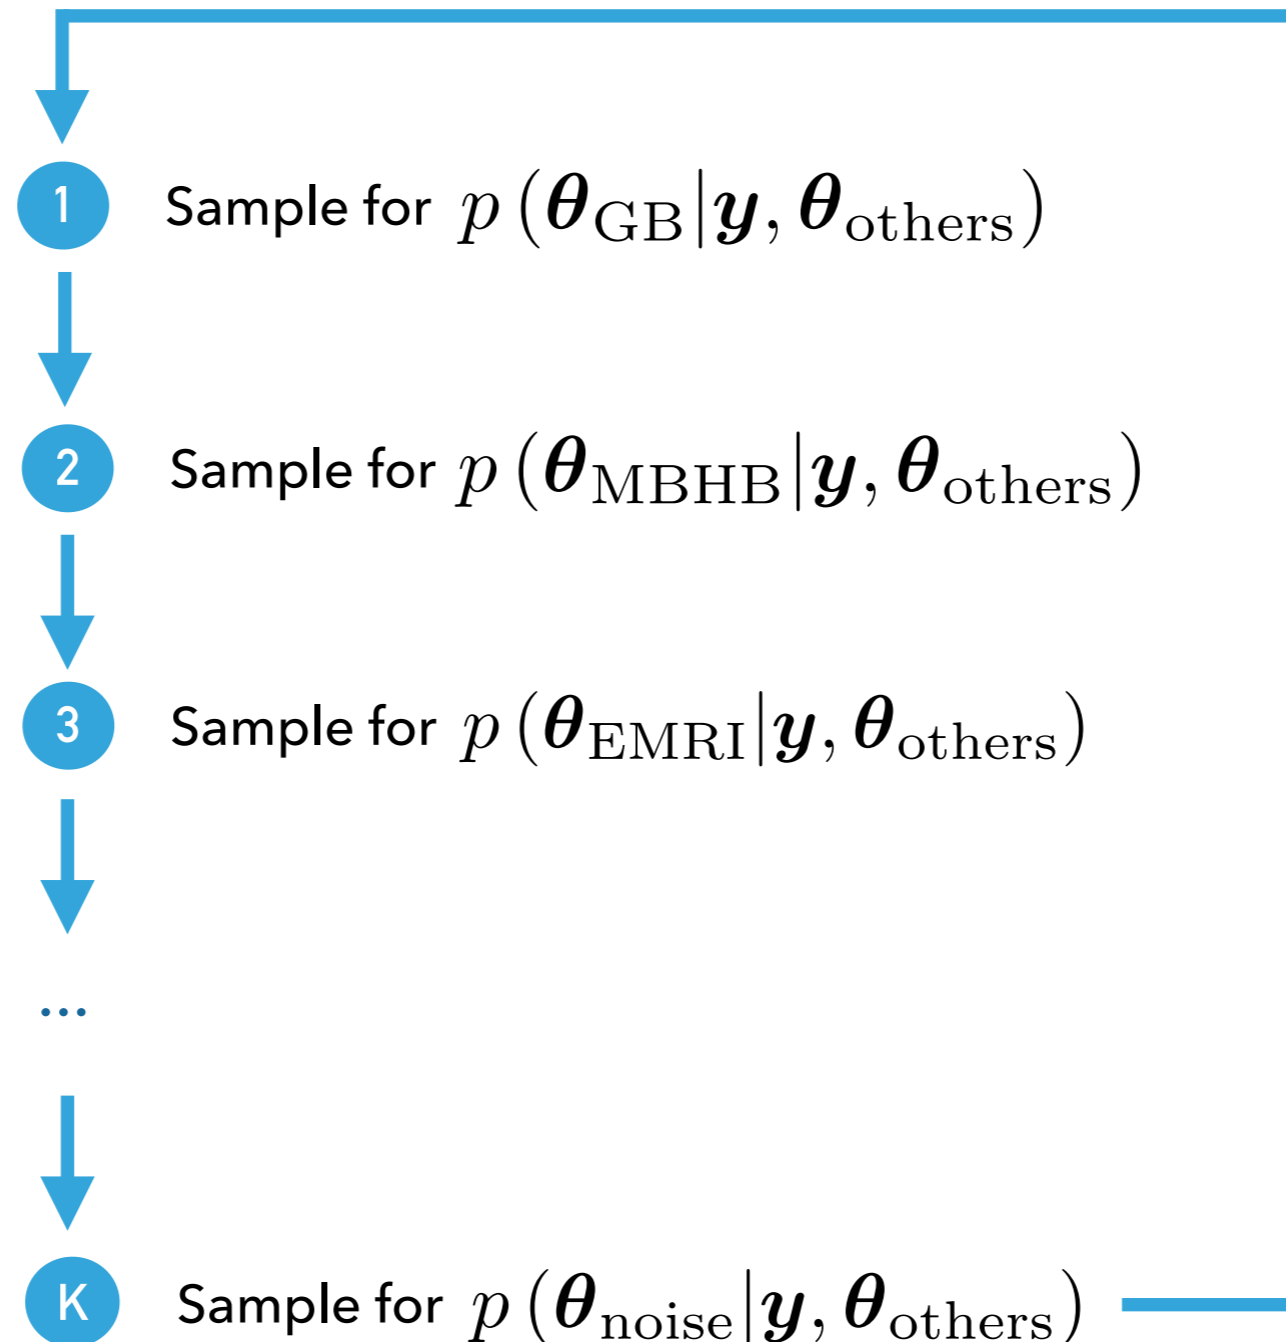 1 Sample for p (θ_GB|y, θ_others)
2 Sample for p (θ_MBHB|y, θ_others)
3 Sample for p (θ_EMRI|y, θ_others)
...
K Sample for p (θ_noise|y, θ_others)